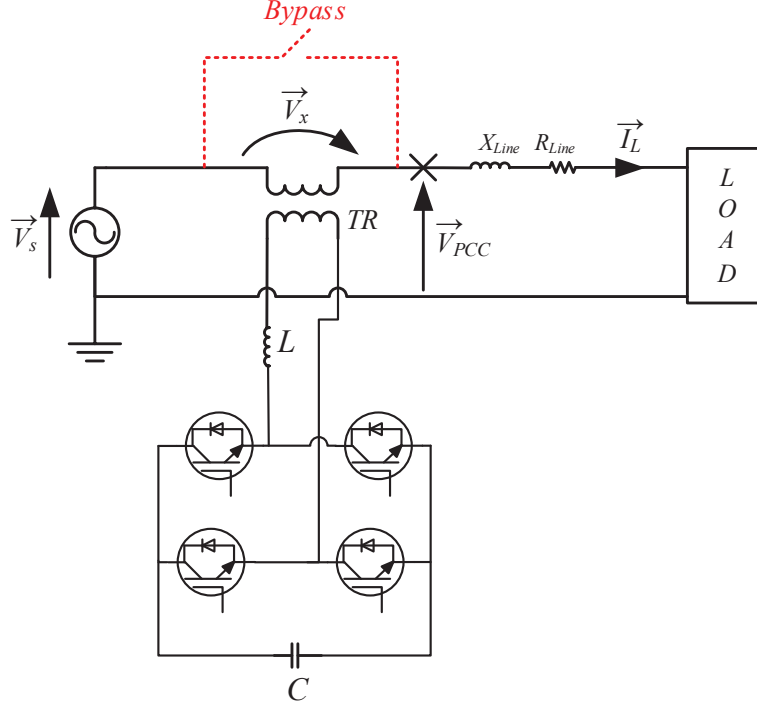 Bypass
V_x
X_Line
R_Line
I_L
L
O
A
D
TR
V_s
V_PCC
L
C